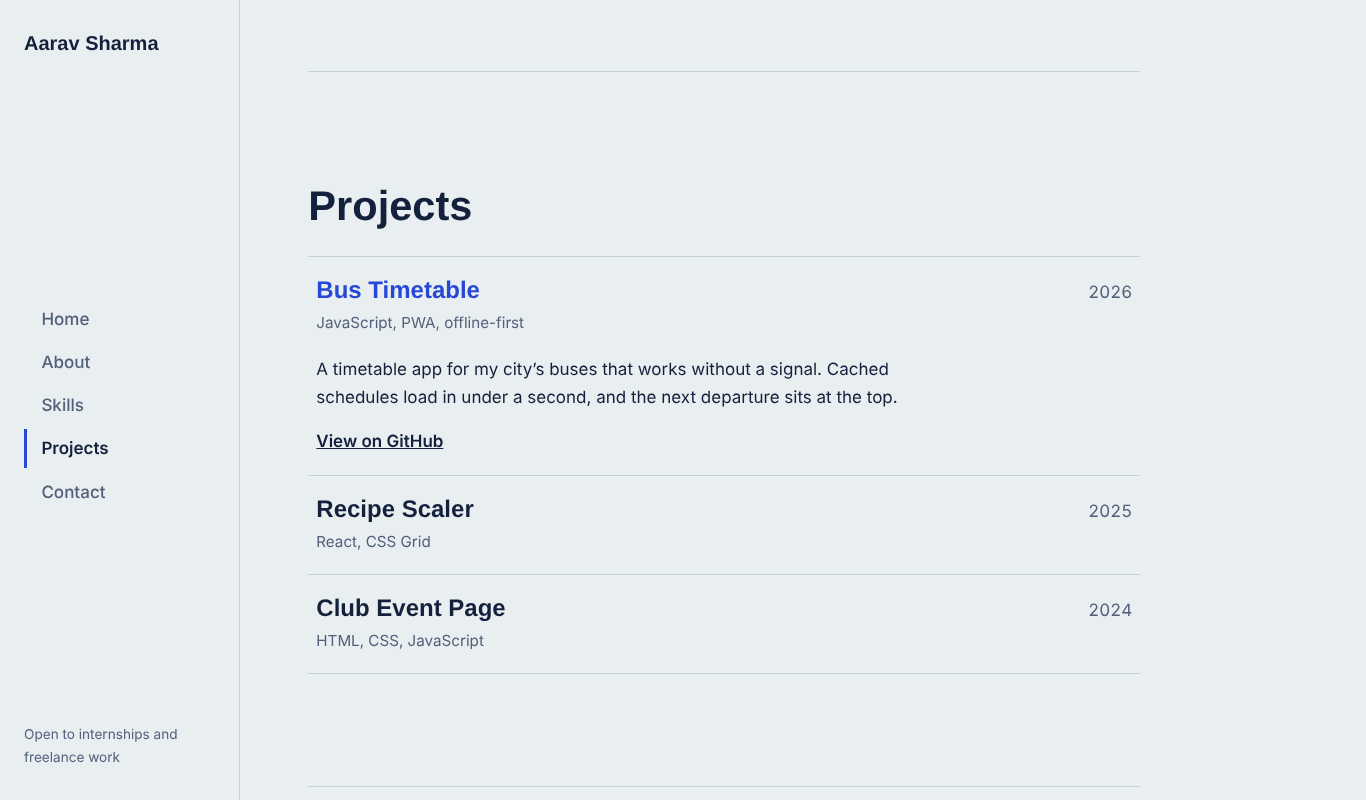 Aarav Sharma
Home
About
Skills
Projects
Contact
Open to internships and
freelance work
Projects
Bus Timetable
2026
JavaScript, PWA, offline-first
A timetable app for my city’s buses that works without a signal. Cached
schedules load in under a second, and the next departure sits at the top.
View on GitHub
Recipe Scaler
2025
React, CSS Grid
Club Event Page
2024
HTML, CSS, JavaScript